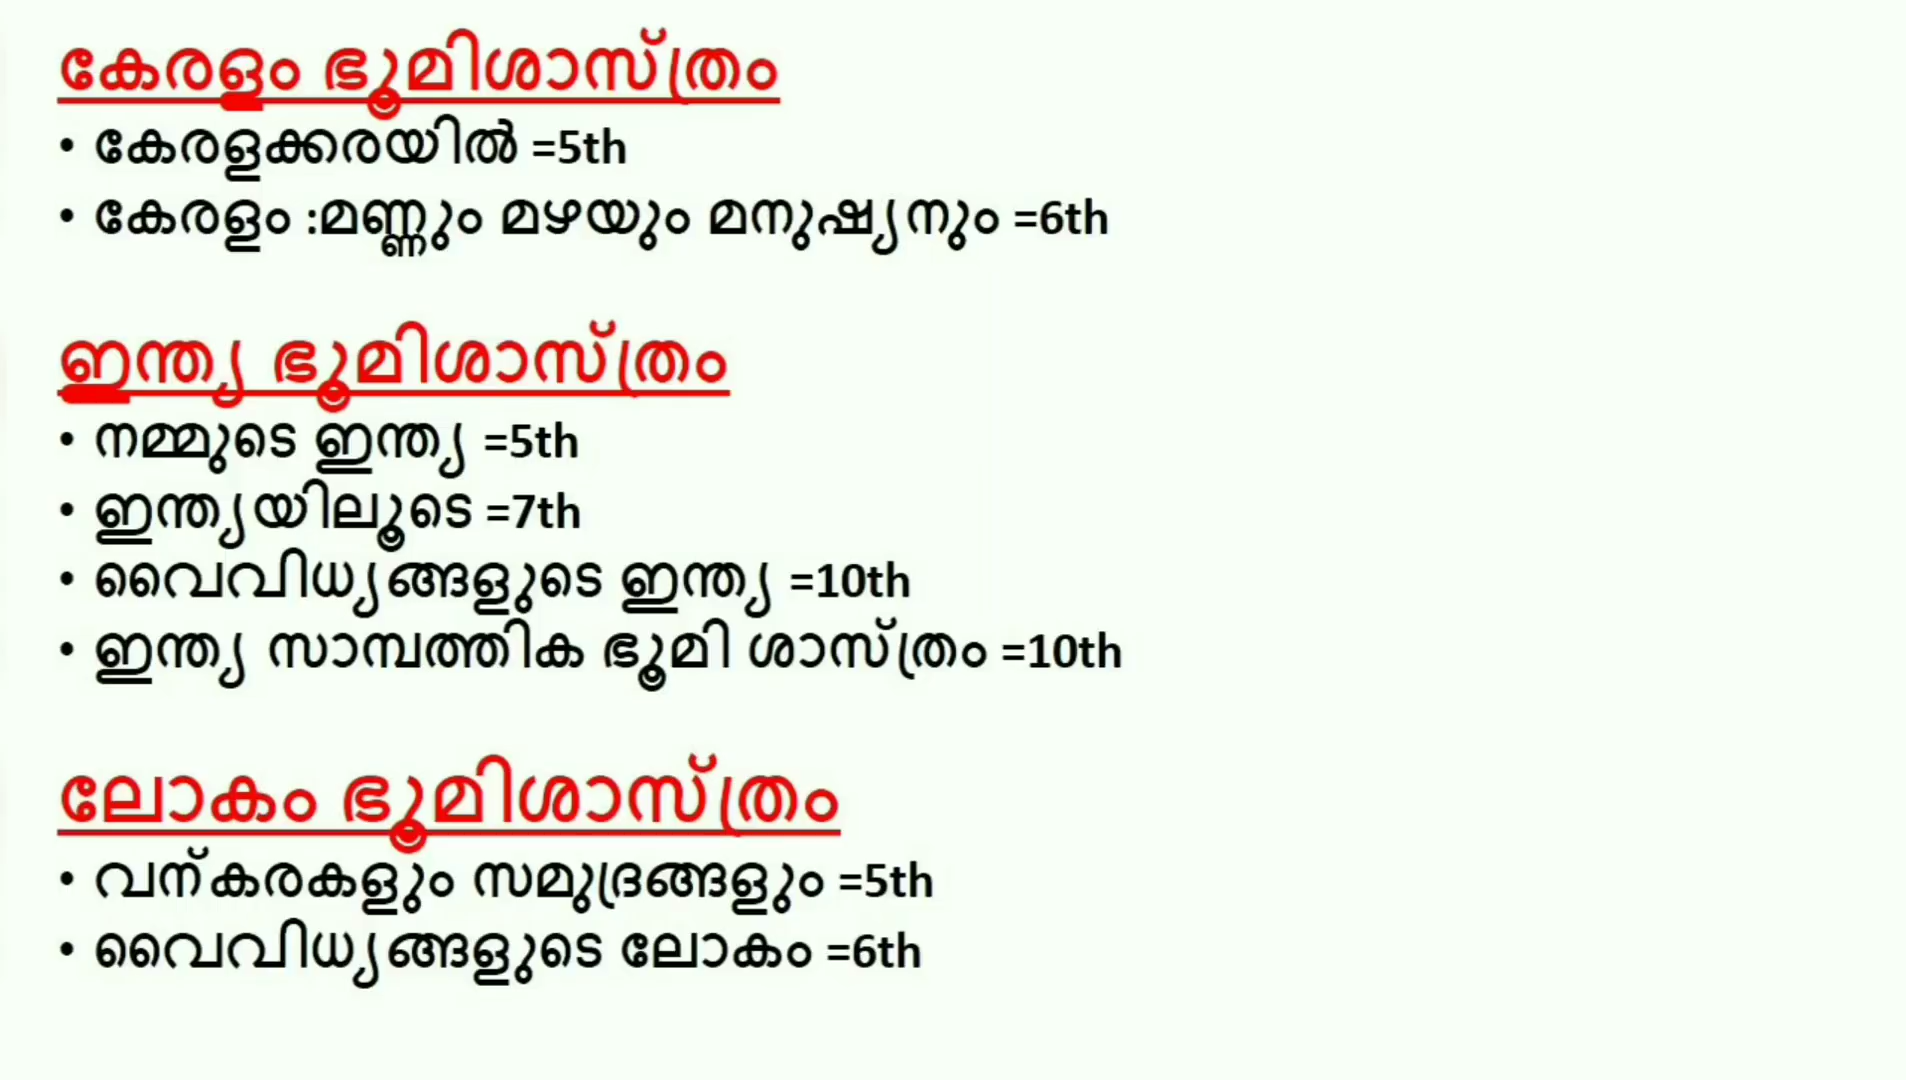 കേരളം ഭൂമിശാസ്ത്രം
• കേരളക്കരയിൽ =5th
• കേരളം :മണ്ണും മഴയും മനുഷ്യനും =6th
ഇന്ത്യ ഭൂമിശാസ്ത്രം
• നമ്മുടെ ഇന്ത്യ =5th
• ഇന്ത്യയിലൂടെ =7th
• വൈവിധ്യങ്ങളുടെ ഇന്ത്യ =10th
• ഇന്ത്യ സാമ്പത്തിക ഭൂമി ശാസ്ത്രം =10th
ലോകം ഭൂമിശാസ്ത്രം
• വന്കരകളും സമുദ്രങ്ങളും =5th
• വൈവിധ്യങ്ങളുടെ ലോകം =6th